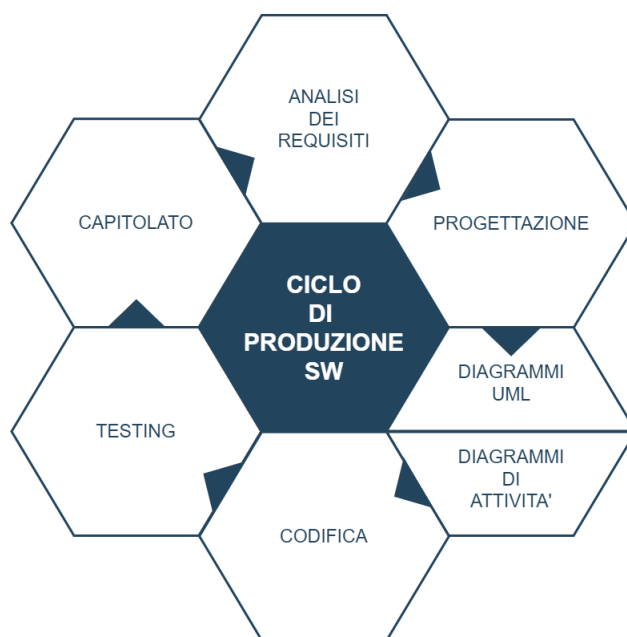 ANALISI
DEI
REQUISITI
CAPITOLATO
PROGETTAZIONE
CICLO
DI
PRODUZIONE
SW
DIAGRAMMI
UML
TESTING
DIAGRAMMI
DI
ATTIVITA'
CODIFICA